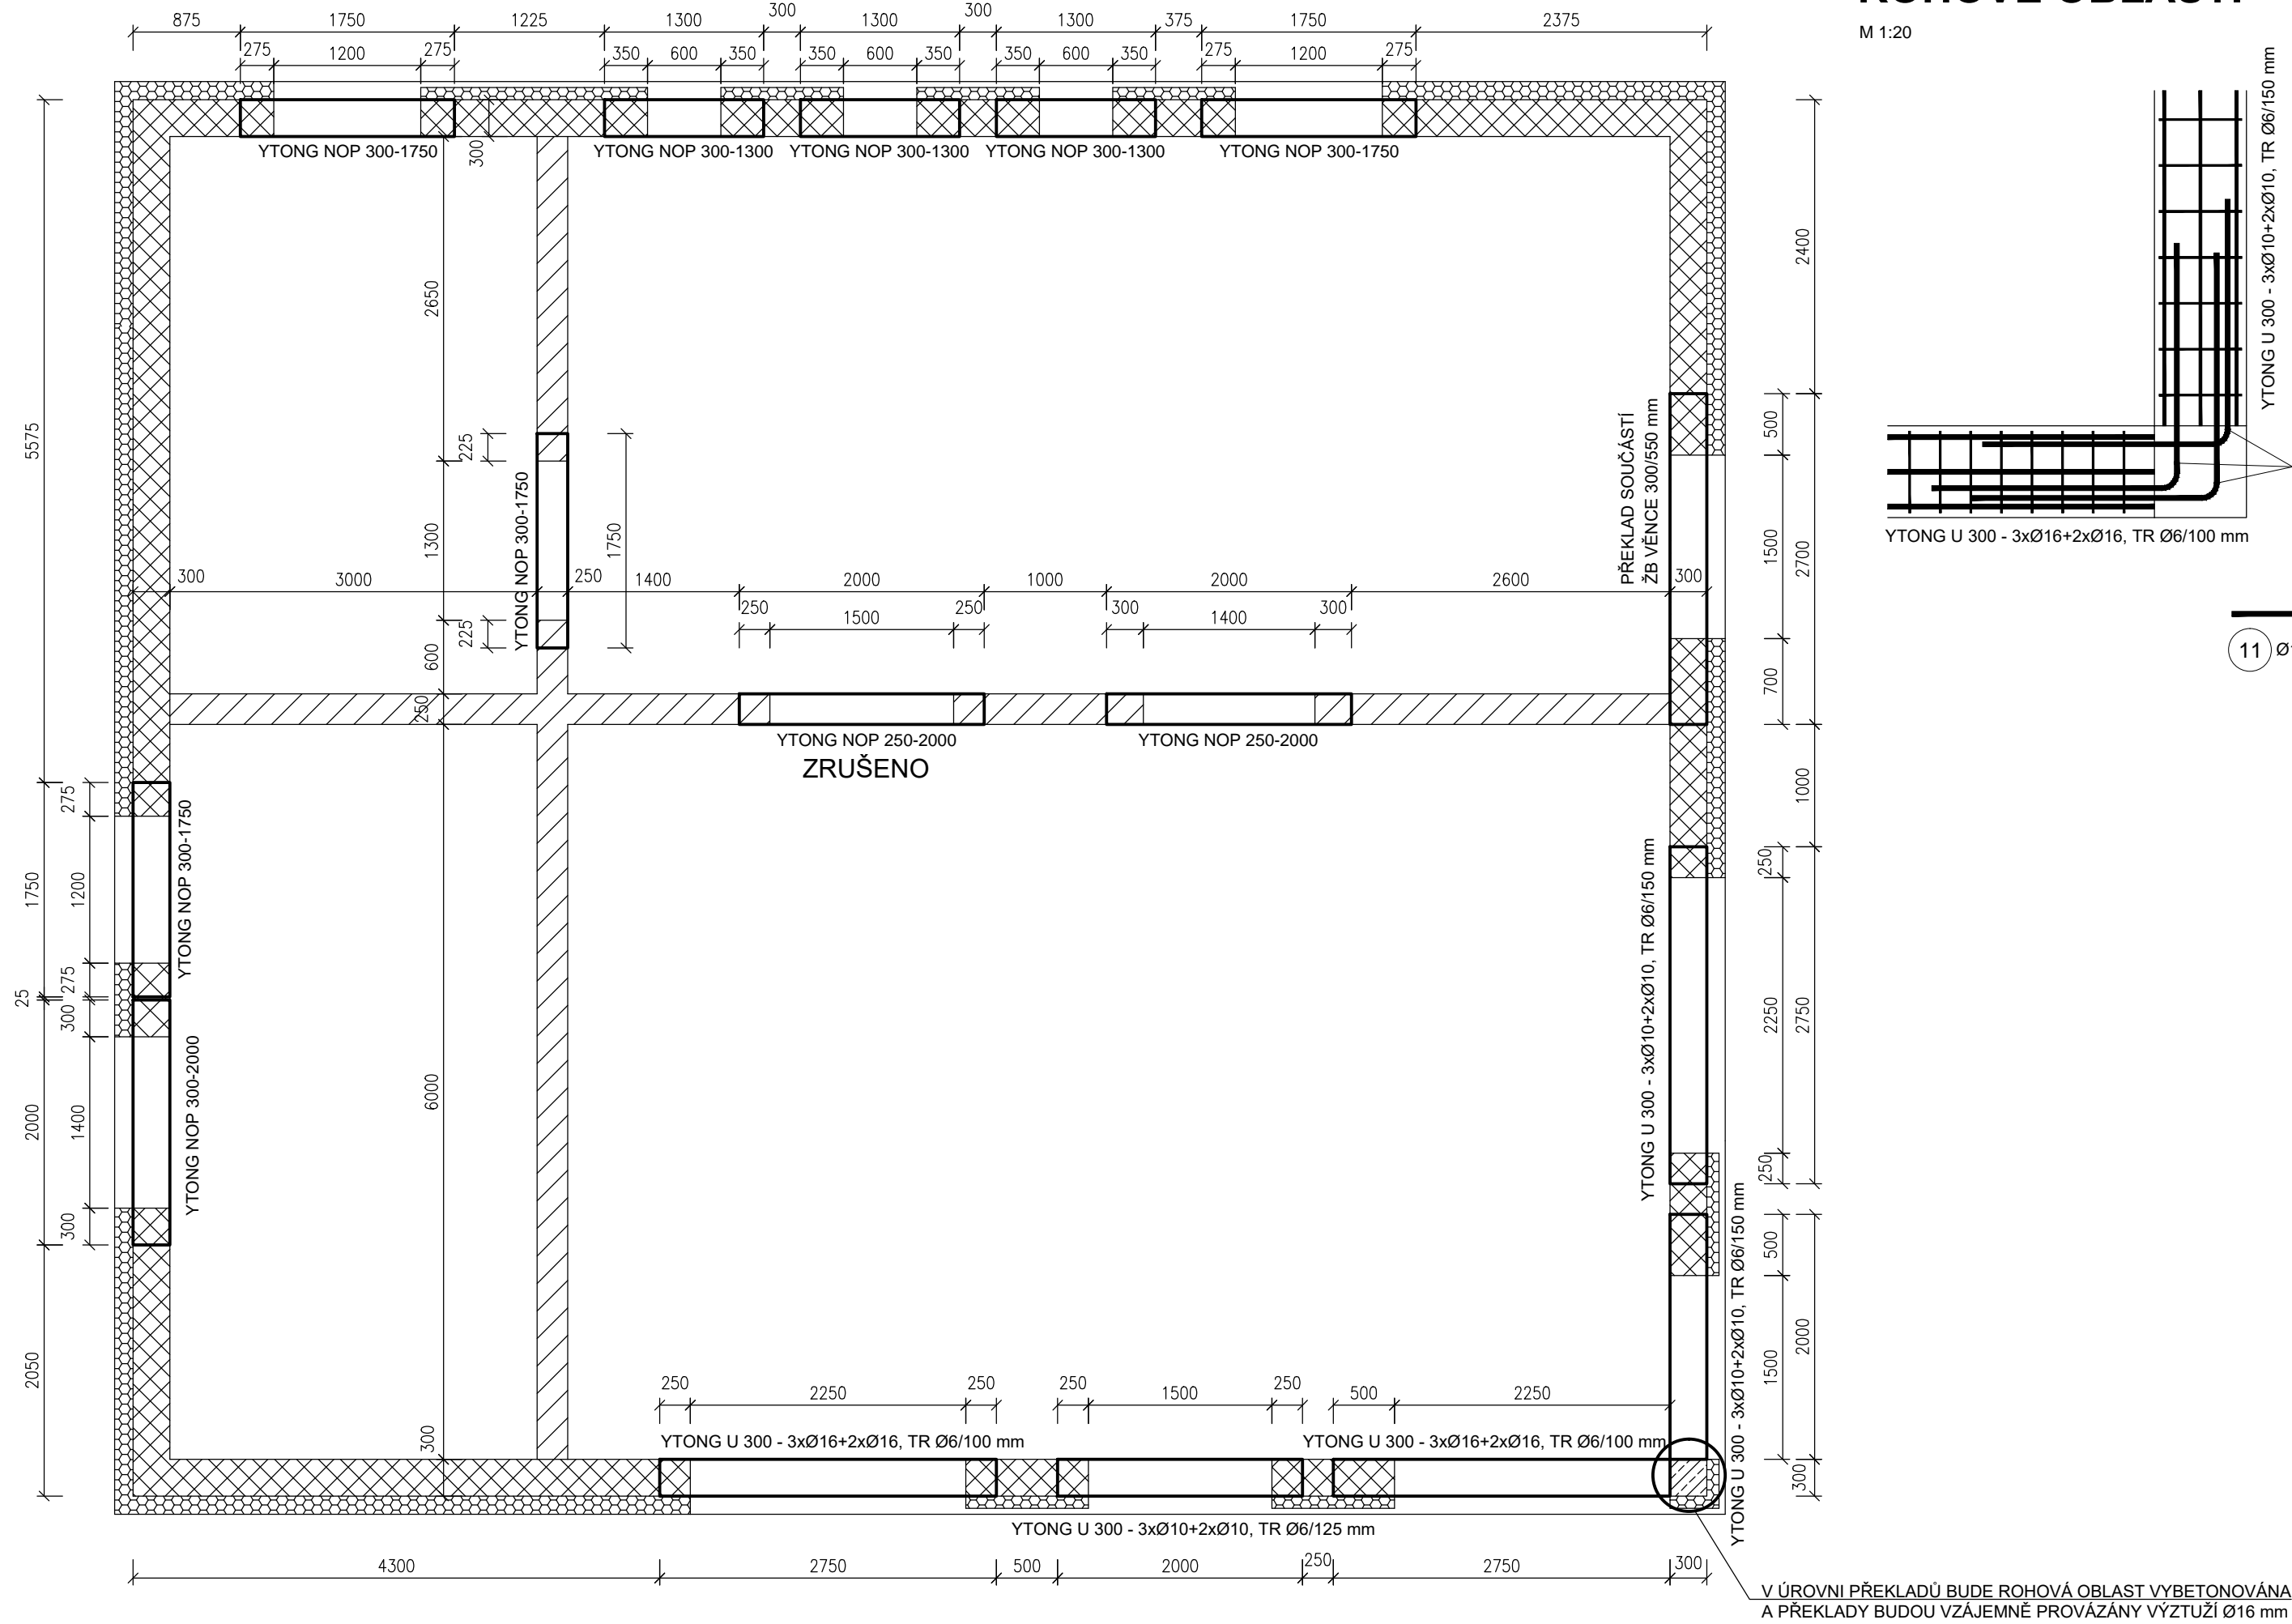 M 1:20
875 1750 1225 1300 300 1300 300 1300 375 1750 2375
275 1200 275 350 600 350 350 600 350 350 600 350 275 1200 275
YTONG NOP 300-1750
YTONG NOP 300-1300
YTONG NOP 300-1300
YTONG NOP 300-1300
YTONG NOP 300-1750
300
2650
225
1300
225
600
250
6000
300
1750
YTONG NOP 300-1750
5575
1750
25
2000
2050
275
1200
275
300
1400
300
YTONG NOP 300-1750
YTONG NOP 300-2000
300 3000 250 1400 2000 1000 2000 2600 300
250 1500 250 300 1400 300
YTONG NOP 250-2000
ZRUŠENO
YTONG NOP 250-2000
PŘEKLAD SOUČÁSTÍ
ŽB VĚNCE 300/550 mm
YTONG U 300 - 3xØ10+2xØ10, TR Ø6/150 mm
YTONG U 300 - 3xØ10+2xØ10, TR Ø6/150 mm
500
1500
700
250
2250
250
500
1500
2400
2700
1000
2750
2000
300
250 2250 250 250 1500 250 500 2250
YTONG U 300 - 3xØ16+2xØ16, TR Ø6/100 mm
YTONG U 300 - 3xØ16+2xØ16, TR Ø6/100 mm
YTONG U 300 - 3xØ10+2xØ10, TR Ø6/125 mm
4300 2750 500 2000 250 2750 300
YTONG U 300 - 3xØ10+2xØ10, TR Ø6/150 mm
YTONG U 300 - 3xØ16+2xØ16, TR Ø6/100 mm
11
V ÚROVNI PŘEKLADŮ BUDE ROHOVÁ OBLAST VYBETONOVÁNA
A PŘEKLADY BUDOU VZÁJEMNĚ PROVÁZÁNY VÝZTUŽÍ Ø16 mm